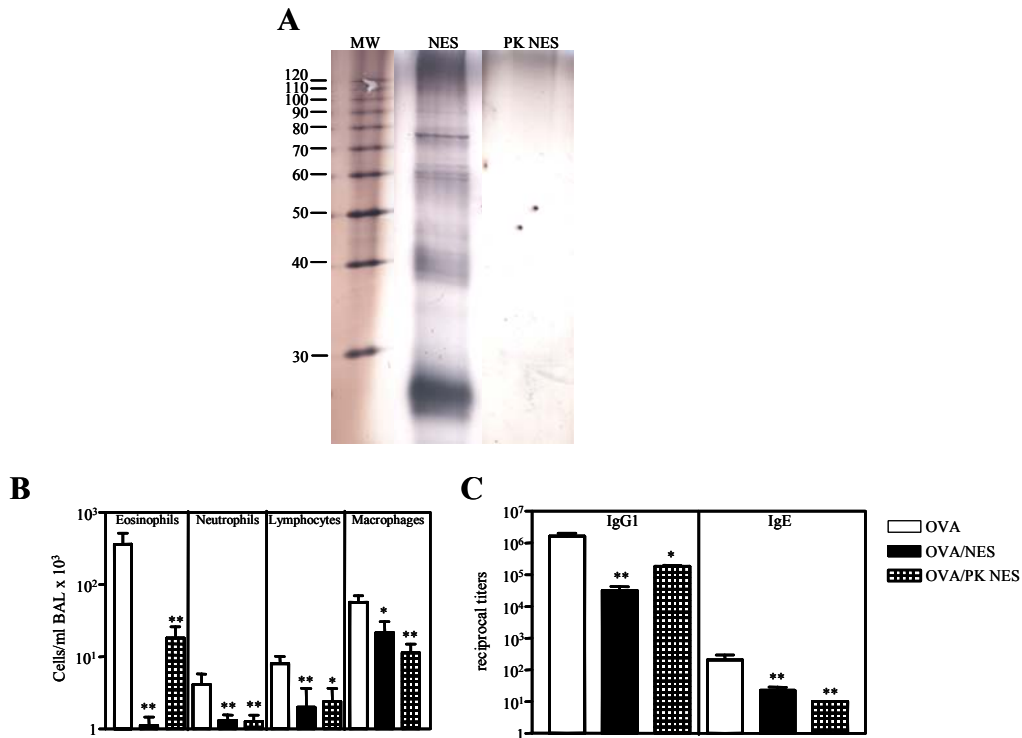 A
MW NES PK NES
120
110
100
90
80
70
60
50
40
30
B
C
Eosinophils Neutrophils Lymphocytes Macrophages
Cells/ml BAL x 10³
10³
10²
10¹
1
** ** ** ** ** * * **
IgG1 IgE
reciprocal titers
10⁷
10⁶
10⁵
10⁴
10³
10²
10¹
1
** * ** **
OVA
OVA/NES
OVA/PK NES